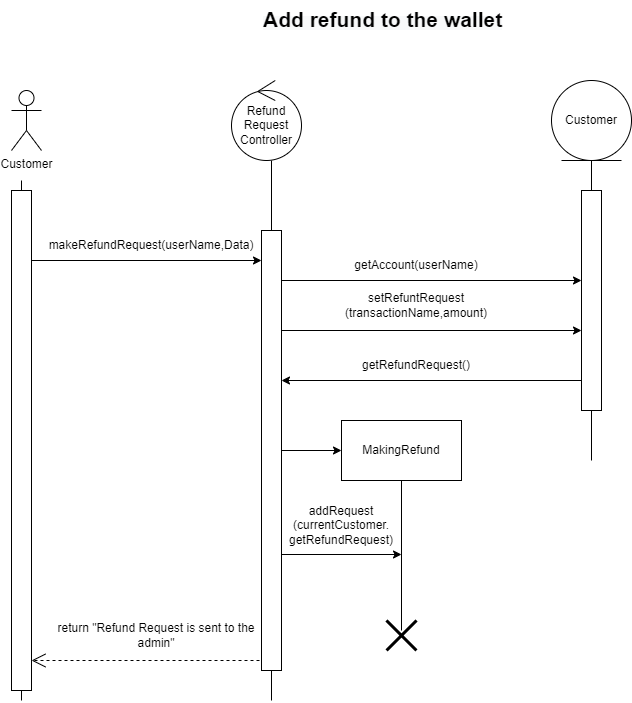 Add refund to the wallet
Customer
Refund
Request
Controller
Customer
makeRefundRequest(userName,Data)
getAccount(userName)
setRefuntRequest
(transactionName,amount)
getRefundRequest()
MakingRefund
addRequest
(currentCustomer.
getRefundRequest)
return "Refund Request is sent to the
admin"